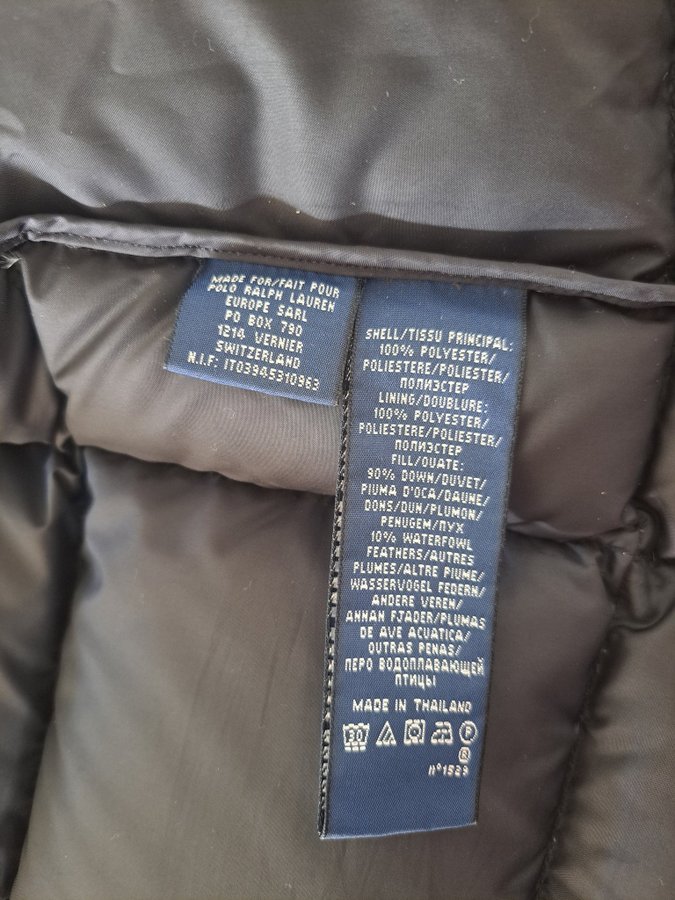 MADE FOR/FAIT POUR
POLO RALPH LAUREN
EUROPE SARL
PO BOX 790
1214 VERNIER
SWITZERLAND
N.I.F: IT03945310963
SHELL/TISSU PRINCIPAL:
100% POLYESTER/
POLIESTERE/POLIESTER/
ПОЛИЭСТЕР
LINING/DOUBLURE:
100% POLYESTER/
POLIESTERE/POLIESTER/
ПОЛИЭСТЕР
FILL/OUATE:
90% DOWN/DUVET/
PIUMA D'OCA/DAUNE/
DONS/DUN/PLUMON/
PENUGEM/ПУХ
10% WATERFOWL
FEATHERS/AUTRES
PLUMES/ALTRE PIUME/
WASSERVOGEL FEDERN/
ANDERE VEREN/
ANNAN FJADER/PLUMAS
DE AVE ACUATICA/
OUTRAS PENAS/
ПЕРО ВОДОПЛАВАЮЩЕЙ
ПТИЦЫ
MADE IN THAILAND
30 P
R
n°1529